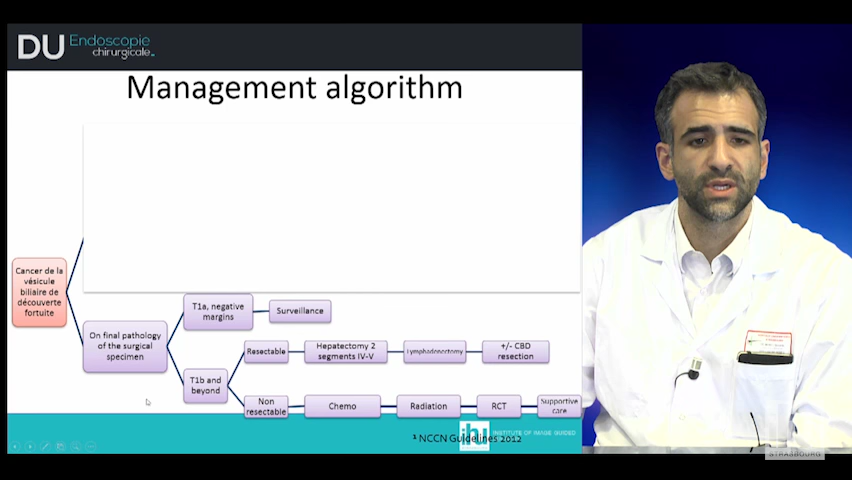 DU Endoscopie
chirurgicale
Management algorithm
Cancer de la
vésicule
biliaire de
découverte
fortuite
On final pathology
of the surgical
specimen
T1a, negative
margins
Surveillance
T1b and
beyond
Resectable
Hepatectomy 2
segments IV-V
Lymphadenectomy
+/- CBD
resection
Non
resectable
Chemo
Radiation
RCT
Supportive
care
ihu INSTITUTE OF IMAGE GUIDED
¹ NCCN Guidelines 2012
STRASBOURG